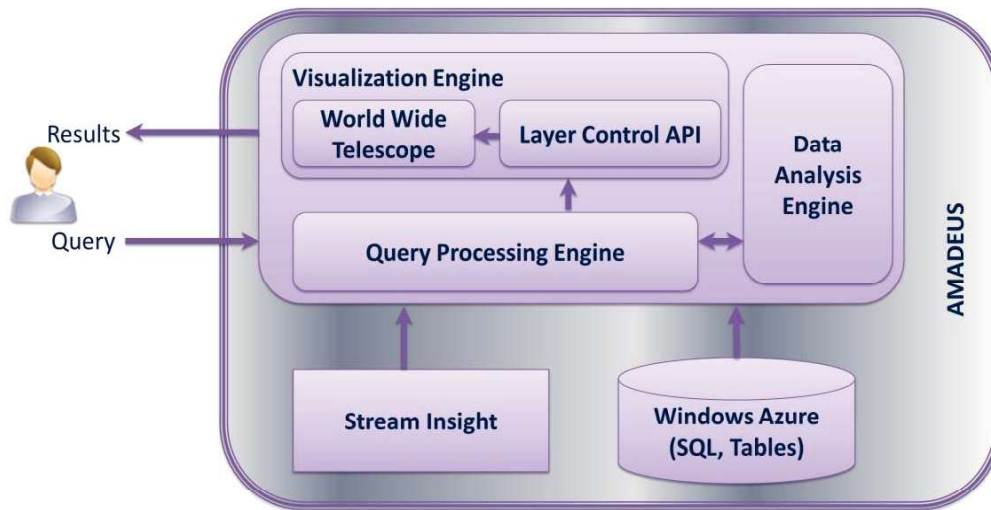 Visualization Engine
World Wide
Telescope
Layer Control API
Data
Analysis
Engine
Results
Query
Query Processing Engine
AMADEUS
Stream Insight
Windows Azure
(SQL, Tables)